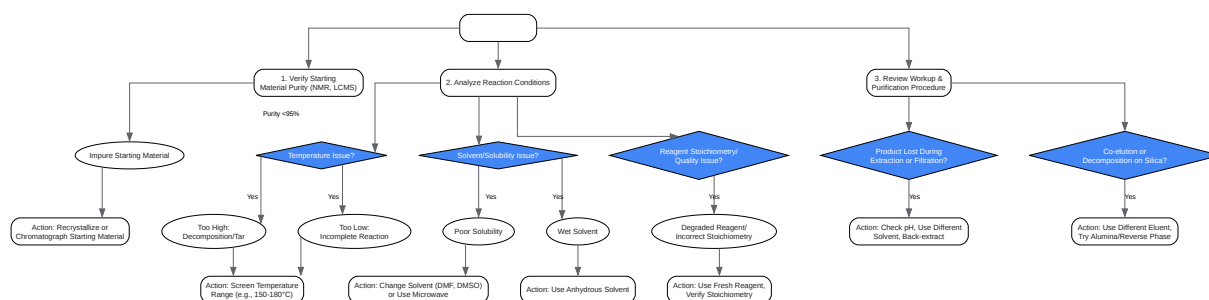 1. Verify Starting
Material Purity (NMR, LCMS)
2. Analyze Reaction Conditions
3. Review Workup &
Purification Procedure
Purity <95%
Impure Starting Material
Temperature Issue?
Solvent/Solubility Issue?
Reagent Stoichiometry/
Quality Issue?
Product Lost During
Extraction or Filtration?
Co-elution or
Decomposition on Silica?
Yes
Yes
Yes
Yes
Yes
Yes
Yes
Action: Recrystallize or
Chromatograph Starting Material
Too High:
Decomposition/Tar
Too Low:
Incomplete Reaction
Poor Solubility
Wet Solvent
Degraded Reagent/
Incorrect Stoichiometry
Action: Check pH, Use Different
Solvent, Back-extract
Action: Use Different Eluent,
Try Alumina/Reverse Phase
Action: Screen Temperature
Range (e.g., 150-180°C)
Action: Change Solvent (DMF, DMSO)
or Use Microwave
Action: Use Anhydrous Solvent
Action: Use Fresh Reagent,
Verify Stoichiometry